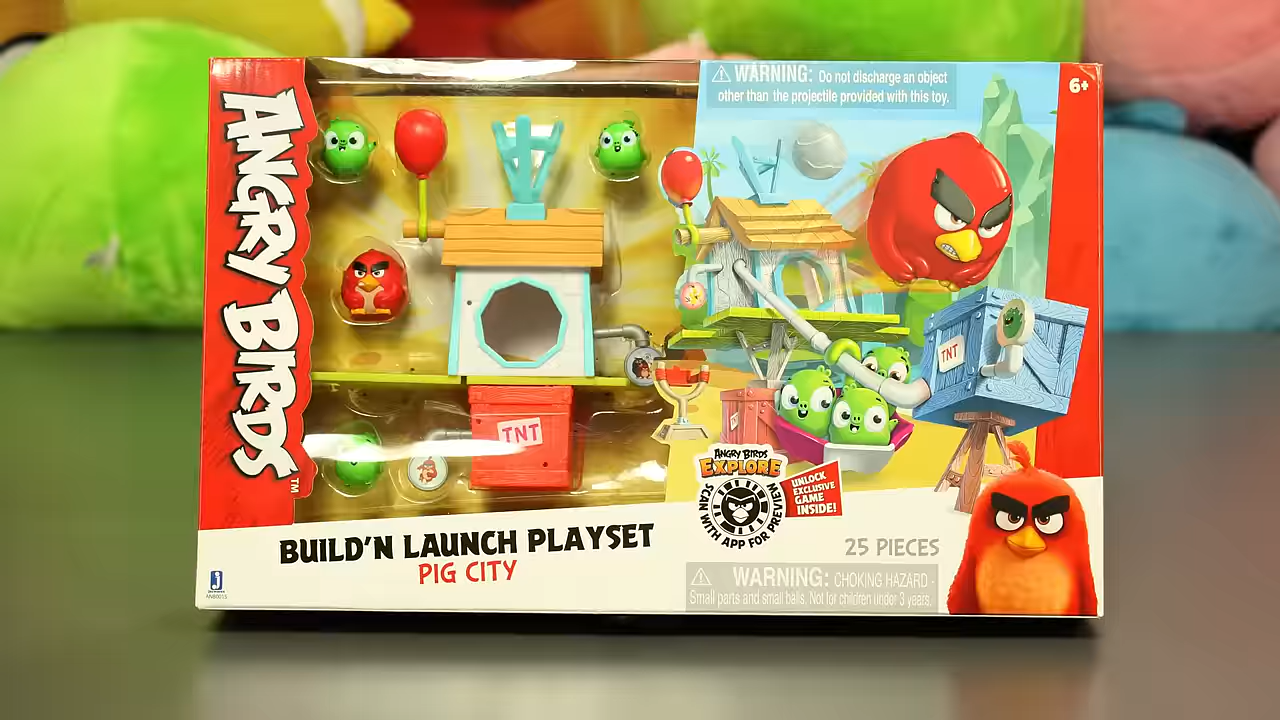 ANGRY BIRDS™
WARNING: Do not discharge an object
other than the projectile provided with this toy.
6+
TNT
TNT
ANGRY BIRDS
EXPLORE
SCAN WITH APP FOR PREVIEW
UNLOCK
EXCLUSIVE
GAME
INSIDE!
BUILD'N LAUNCH PLAYSET
PIG CITY
25 PIECES
WARNING: CHOKING HAZARD -
Small parts and small balls. Not for children under 3 years.